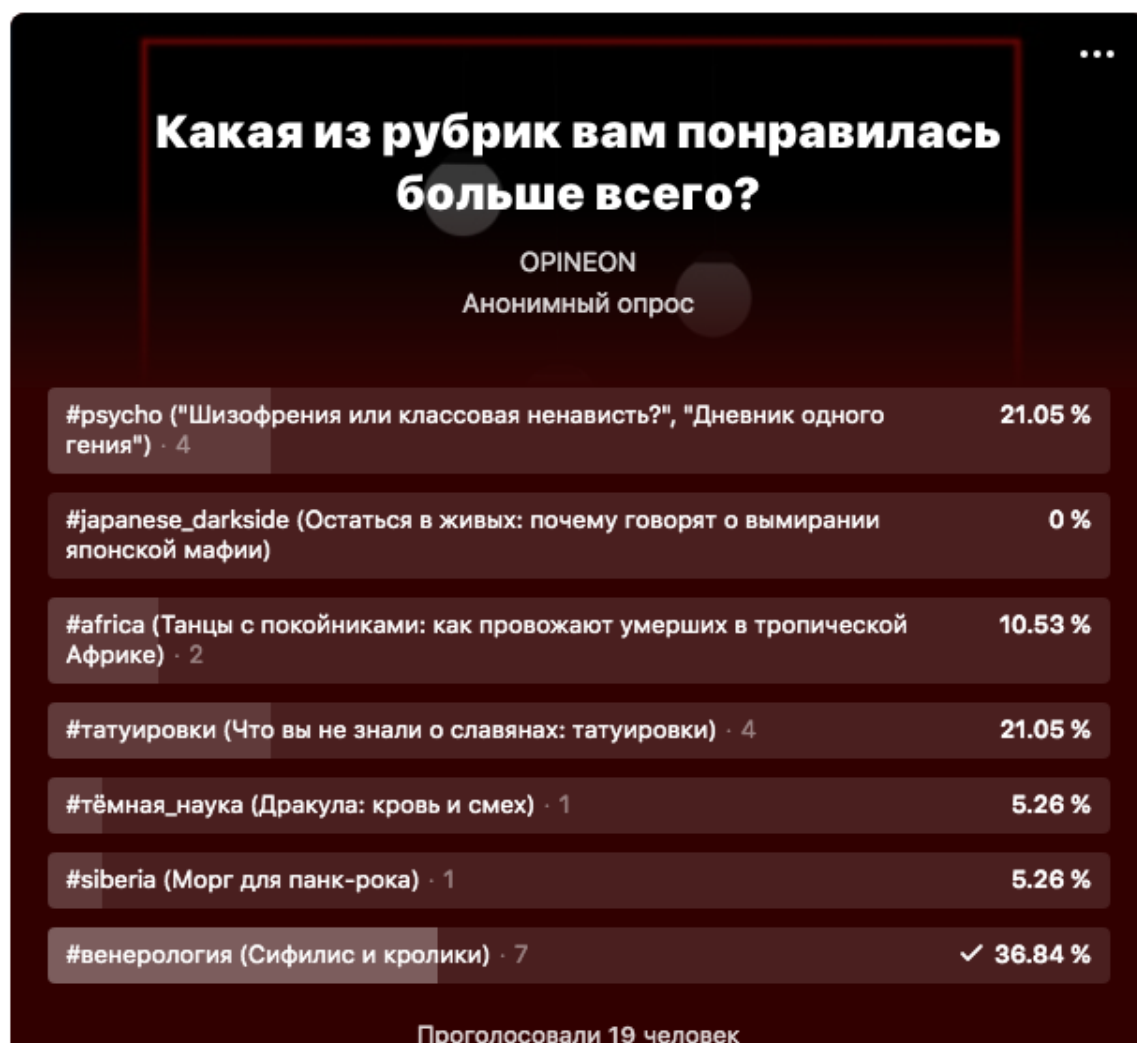 Какая из рубрик вам понравилась
больше всего?
OPINEON
Анонимный опрос
#psycho ("Шизофрения или классовая ненависть?", "Дневник одного
гения") · 4
21.05 %
#japanese_darkside (Остаться в живых: почему говорят о вымирании
японской мафии)
0 %
#africa (Танцы с покойниками: как провожают умерших в тропической
Африке) · 2
10.53 %
#татуировки (Что вы не знали о славянах: татуировки) · 4
21.05 %
#тёмная_наука (Дракула: кровь и смех) · 1
5.26 %
#siberia (Морг для панк-рока) · 1
5.26 %
#венерология (Сифилис и кролики) · 7
✓ 36.84 %
Проголосовали 19 человек